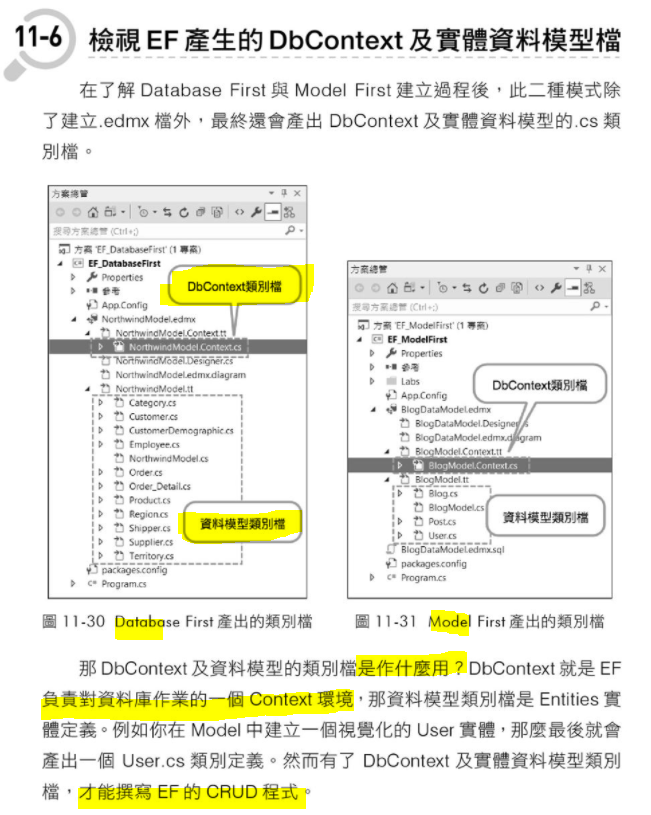 11-6 檢視 EF 產生的 DbContext 及實體資料模型檔
在了解 Database First 與 Model First 建立過程後，此二種模式除
了建立.edmx 檔外，最終還會產出 DbContext 及實體資料模型的.cs 類
別檔。
方案總管
搜尋方案總管 (Ctrl+;)
方案 'EF_DatabaseFirst' (1 專案)
EF_DatabaseFirst
Properties
參考
App.Config
NorthwindModel.edmx
NorthwindModel.Context.tt
NorthwindModel.Context.cs
NorthwindModel.Designer.cs
NorthwindModel.edmx.diagram
NorthwindModel.tt
Category.cs
Customer.cs
CustomerDemographic.cs
Employee.cs
NorthwindModel.cs
Order.cs
Order_Detail.cs
Product.cs
Region.cs
Shipper.cs
Supplier.cs
Territory.cs
packages.config
C# Program.cs
DbContext類別檔
資料模型類別檔
圖 11-30 Database First 產出的類別檔
方案總管
搜尋方案總管 (Ctrl+;)
方案 'EF_ModelFirst' (1 專案)
EF_ModelFirst
Properties
參考
Labs
App.Config
BlogDataModel.edmx
BlogDataModel.Designer
BlogDataModel.edmx.diagram
BlogModel.Context.tt
BlogModel.Context.cs
BlogModel.tt
Blog.cs
BlogModel.cs
Post.cs
User.cs
BlogDataModel.edmx.sql
packages.config
C# Program.cs
DbContext類別檔
資料模型類別檔
圖 11-31 Model First 產出的類別檔
那 DbContext 及資料模型的類別檔是作什麼用？DbContext 就是 EF
負責對資料庫作業的一個 Context 環境，那資料模型類別檔是 Entities 實
體定義。例如你在 Model 中建立一個視覺化的 User 實體，那麼最後就會
產出一個 User.cs 類別定義。然而有了 DbContext 及實體資料模型類別
檔，才能撰寫 EF 的 CRUD 程式。